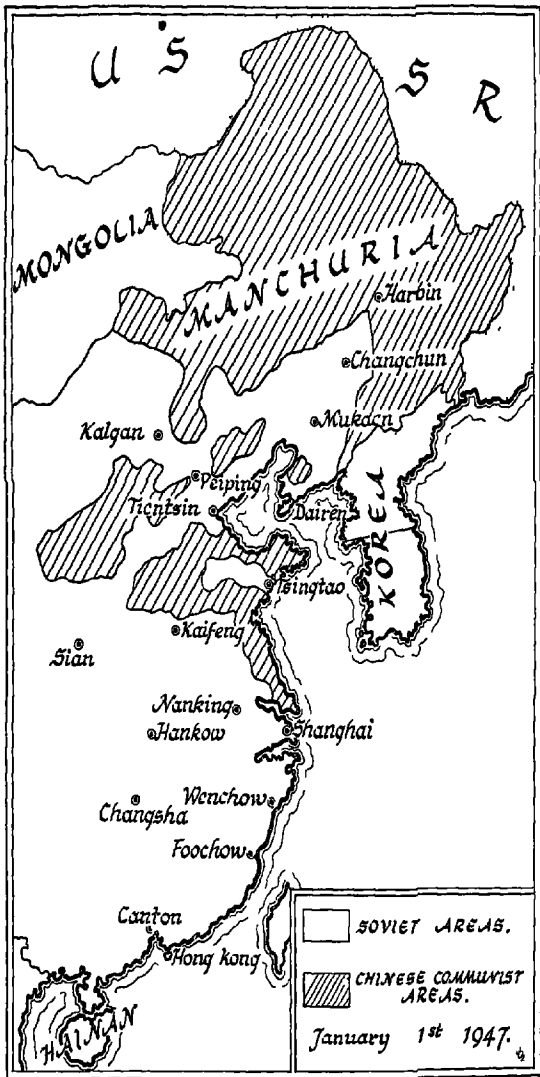 U S S R
MONGOLIA
MANCHURIA
Harbin
Changchun
Mukden
Kalgan
Peiping
Tientsin
Dairen
KOREA
Tsingtao
Kaifeng
Sian
Nanking
Hankow
Shanghai
Wenchow
Changsha
Foochow
Canton
Hong kong
HAINAN
SOVIET AREAS.
CHINESE COMMUNIST
AREAS.
January 1st 1947.